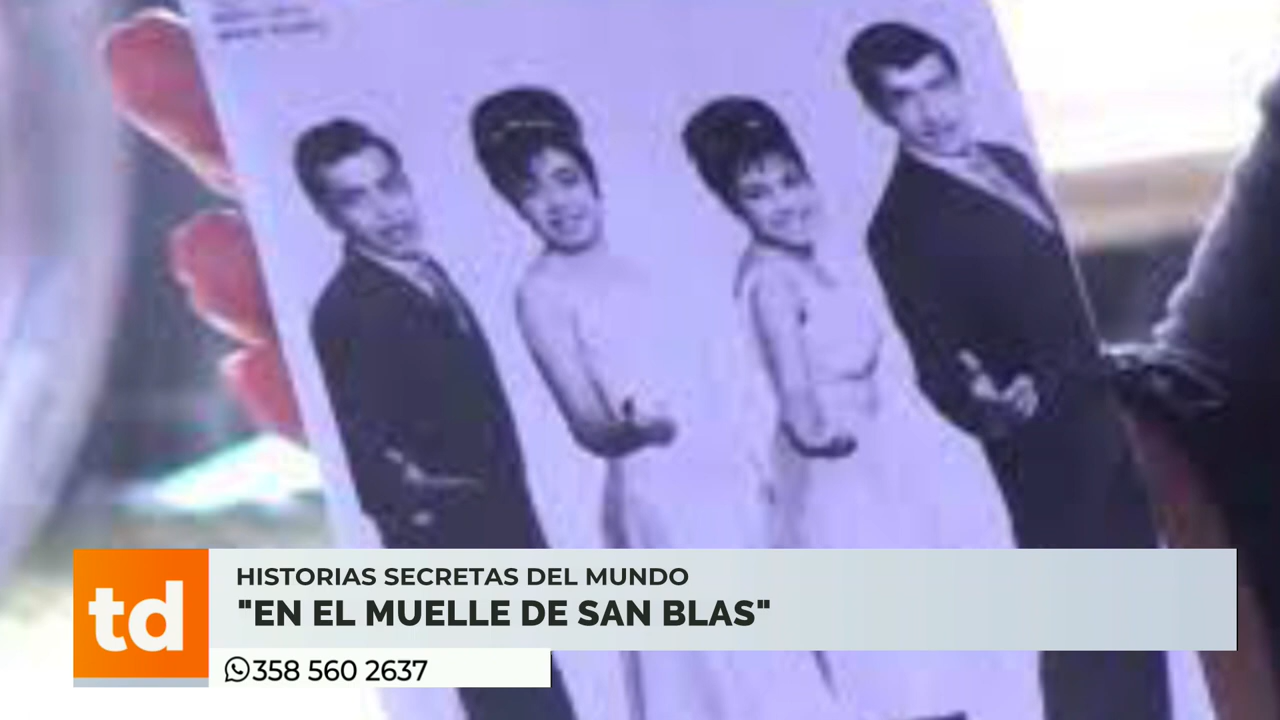 HISTORIAS SECRETAS DEL MUNDO
"EN EL MUELLE DE SAN BLAS"
td
358 560 2637